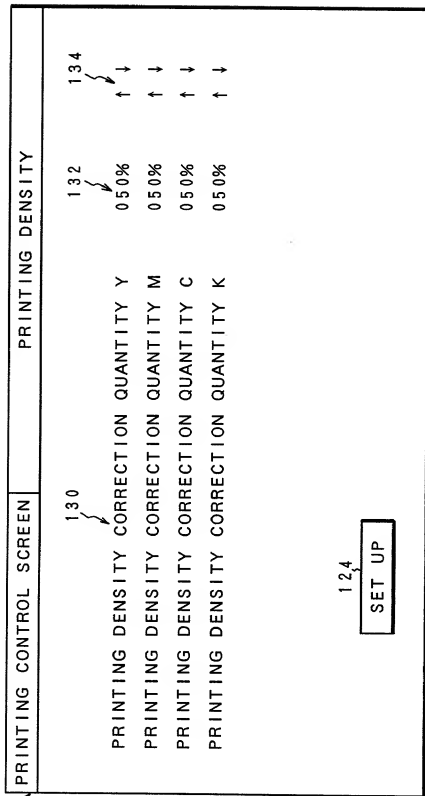 PRINTING CONTROL SCREEN PRINTING DENSITY
130 132 134
PRINTING DENSITY CORRECTION QUANTITY Y 050% ↑ ↓
PRINTING DENSITY CORRECTION QUANTITY M 050% ↑ ↓
PRINTING DENSITY CORRECTION QUANTITY C 050% ↑ ↓
PRINTING DENSITY CORRECTION QUANTITY K 050% ↑ ↓
124
SET UP